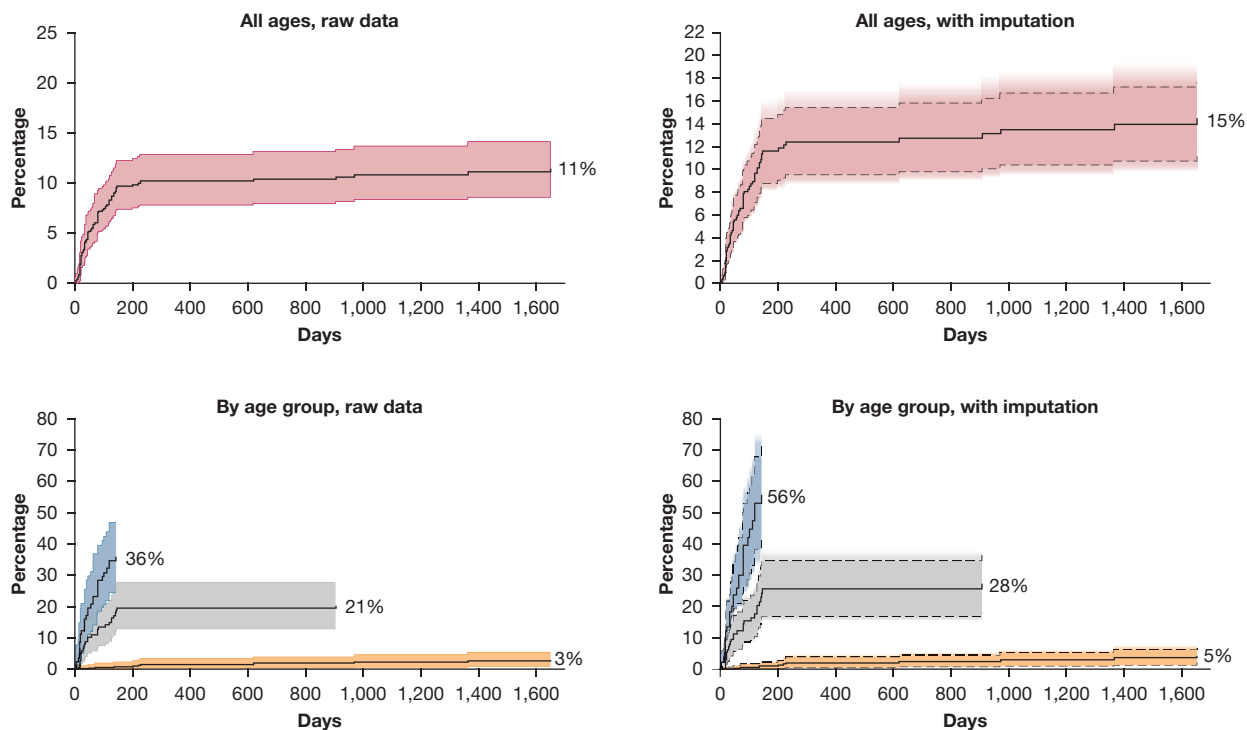 All ages, raw data
Percentage
25
20
15
10
5
0
11%
0 200 400 600 800 1,000 1,200 1,400 1,600
Days
All ages, with imputation
Percentage
22
20
18
16
14
12
10
8
6
4
2
0
15%
0 200 400 600 800 1,000 1,200 1,400 1,600
Days
By age group, raw data
Percentage
80
70
60
50
40
30
20
10
0
36%
21%
3%
0 200 400 600 800 1,000 1,200 1,400 1,600
Days
By age group, with imputation
Percentage
80
70
60
50
40
30
20
10
0
56%
28%
5%
0 200 400 600 800 1,000 1,200 1,400 1,600
Days